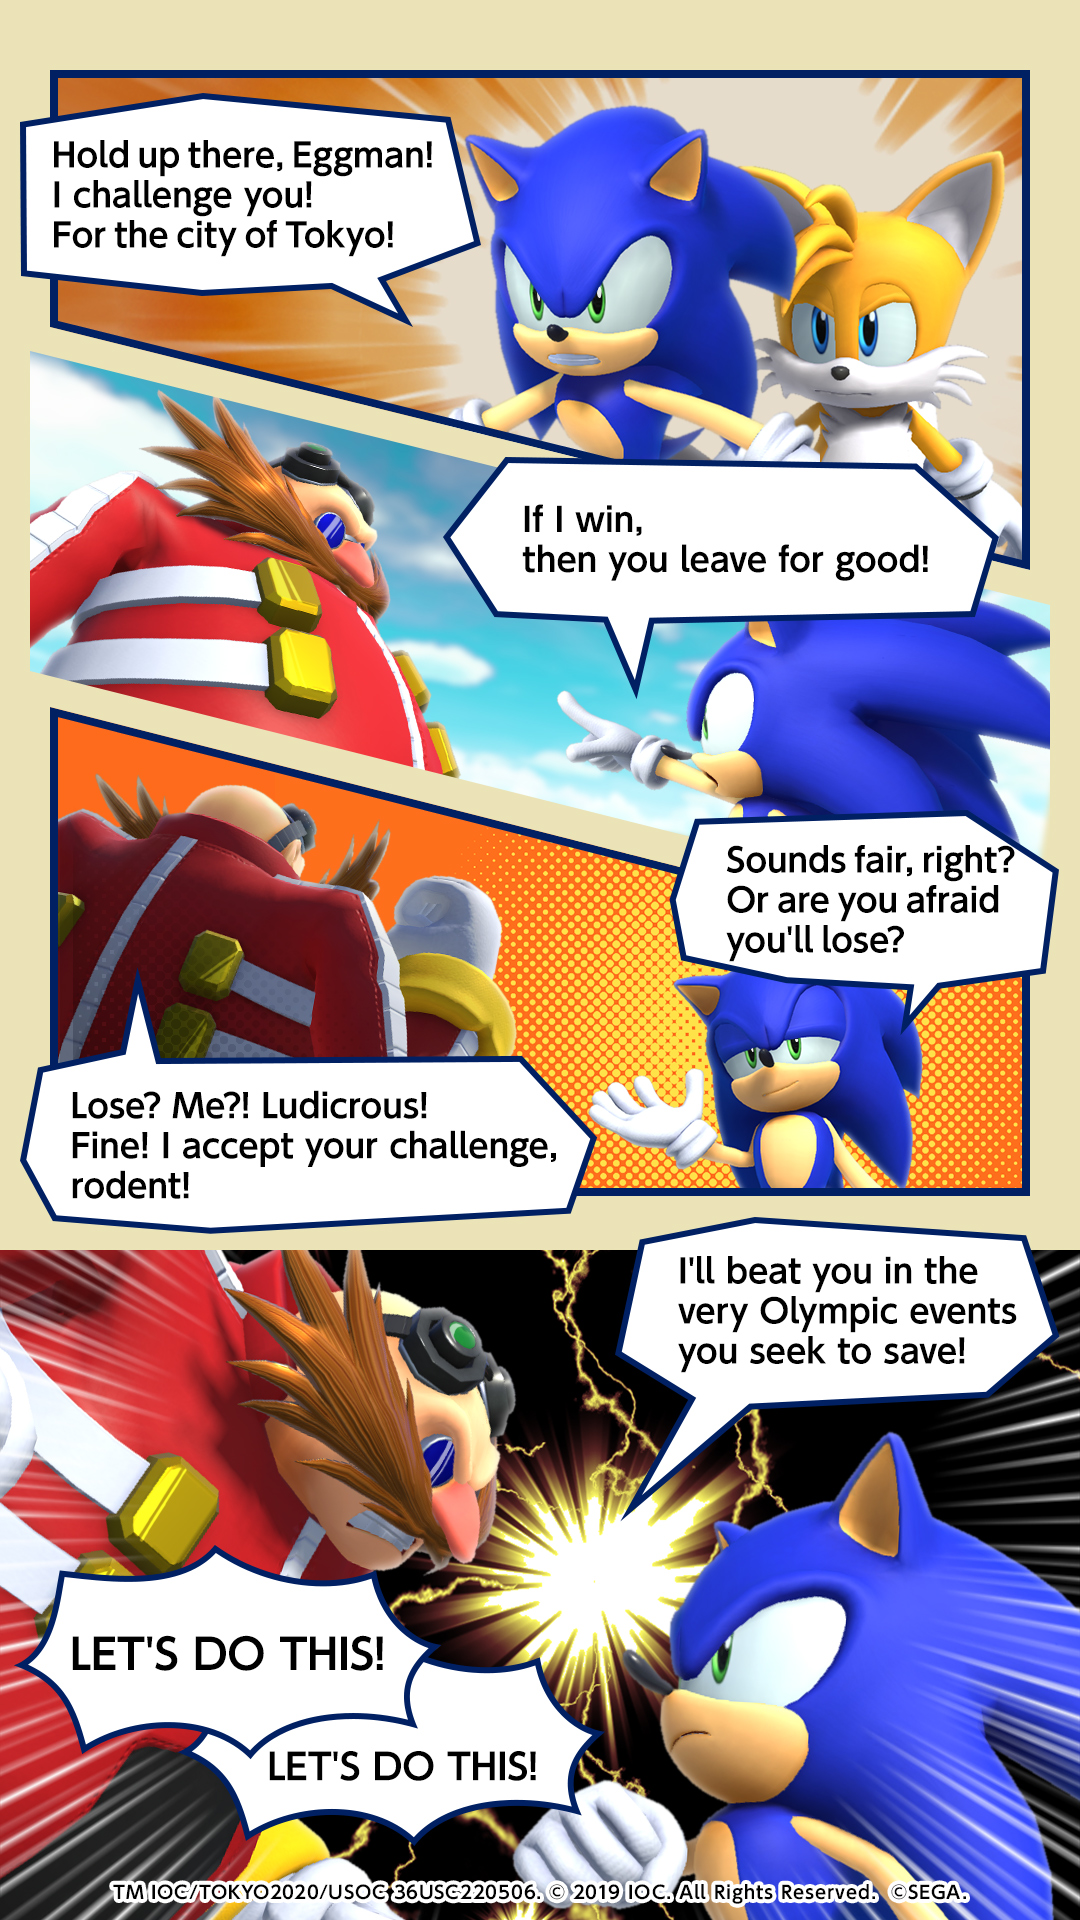 Hold up there, Eggman!
I challenge you!
For the city of Tokyo!
If I win,
then you leave for good!
Sounds fair, right?
Or are you afraid
you'll lose?
Lose? Me?! Ludicrous!
Fine! I accept your challenge,
rodent!
I'll beat you in the
very Olympic events
you seek to save!
LET'S DO THIS!
LET'S DO THIS!
TM IOC/TOKYO2020/USOC 36USC220506. © 2019 IOC. All Rights Reserved. ©SEGA.